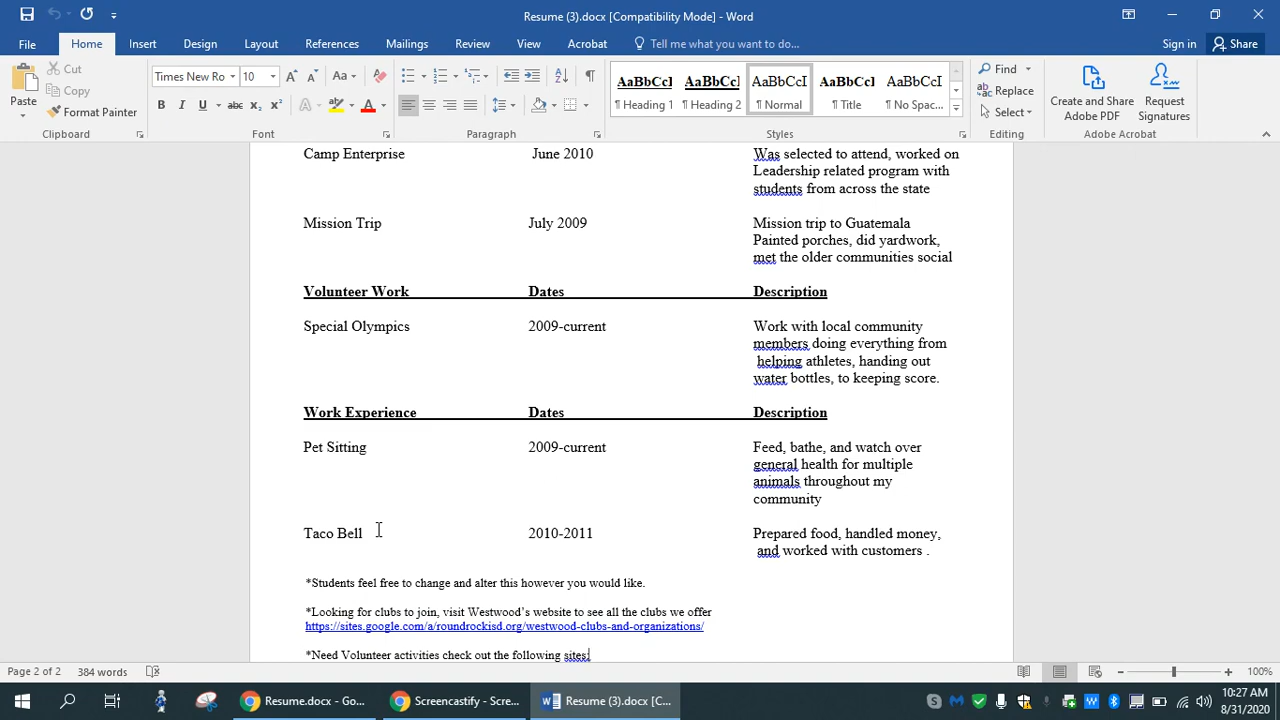 Resume (3).docx [Compatibility Mode] - Word
File Home Insert Design Layout References Mailings Review View Acrobat Tell me what you want to do... Sign in Share
Paste Cut Copy Format Painter
Times New Ro 10
AaBbCcI AaBbCcI AaBbCcI AaBbCcI AaBbCcI
¶ Heading 1 ¶ Heading 2 ¶ Normal ¶ Title ¶ No Spac...
Find Replace Select
Create and Share Adobe PDF Request Signatures
Clipboard Font Paragraph Styles Editing Adobe Acrobat
Camp Enterprise June 2010 Was selected to attend, worked on
Leadership related program with
students from across the state
Mission Trip July 2009 Mission trip to Guatemala
Painted porches, did yardwork,
met the older communities social
Volunteer Work Dates Description
Special Olympics 2009-current Work with local community
members doing everything from
helping athletes, handing out
water bottles, to keeping score.
Work Experience Dates Description
Pet Sitting 2009-current Feed, bathe, and watch over
general health for multiple
animals throughout my
community
Taco Bell 2010-2011 Prepared food, handled money,
and worked with customers .
*Students feel free to change and alter this however you would like.
*Looking for clubs to join, visit Westwood's website to see all the clubs we offer
https://sites.google.com/a/roundrockisd.org/westwood-clubs-and-organizations/
*Need Volunteer activities check out the following sites:
Page 2 of 2 384 words 100%
Resume.docx - Go... Screencastify - Scre... Resume (3).docx [C...
10:27 AM
8/31/2020